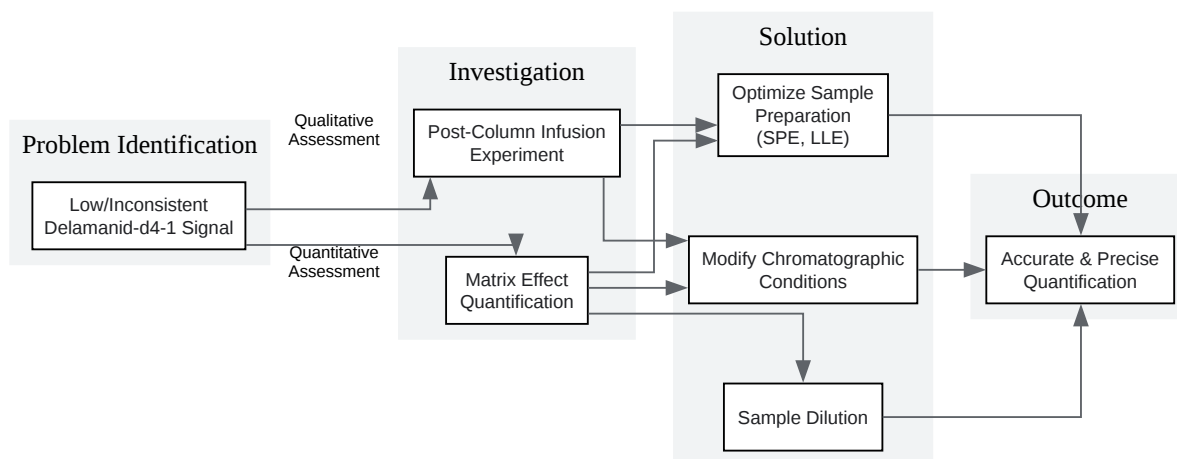 Problem Identification
Low/Inconsistent
Delamanid-d4-1 Signal
Qualitative
Assessment
Quantitative
Assessment
Investigation
Post-Column Infusion
Experiment
Matrix Effect
Quantification
Solution
Optimize Sample
Preparation
(SPE, LLE)
Modify Chromatographic
Conditions
Sample Dilution
Outcome
Accurate & Precise
Quantification